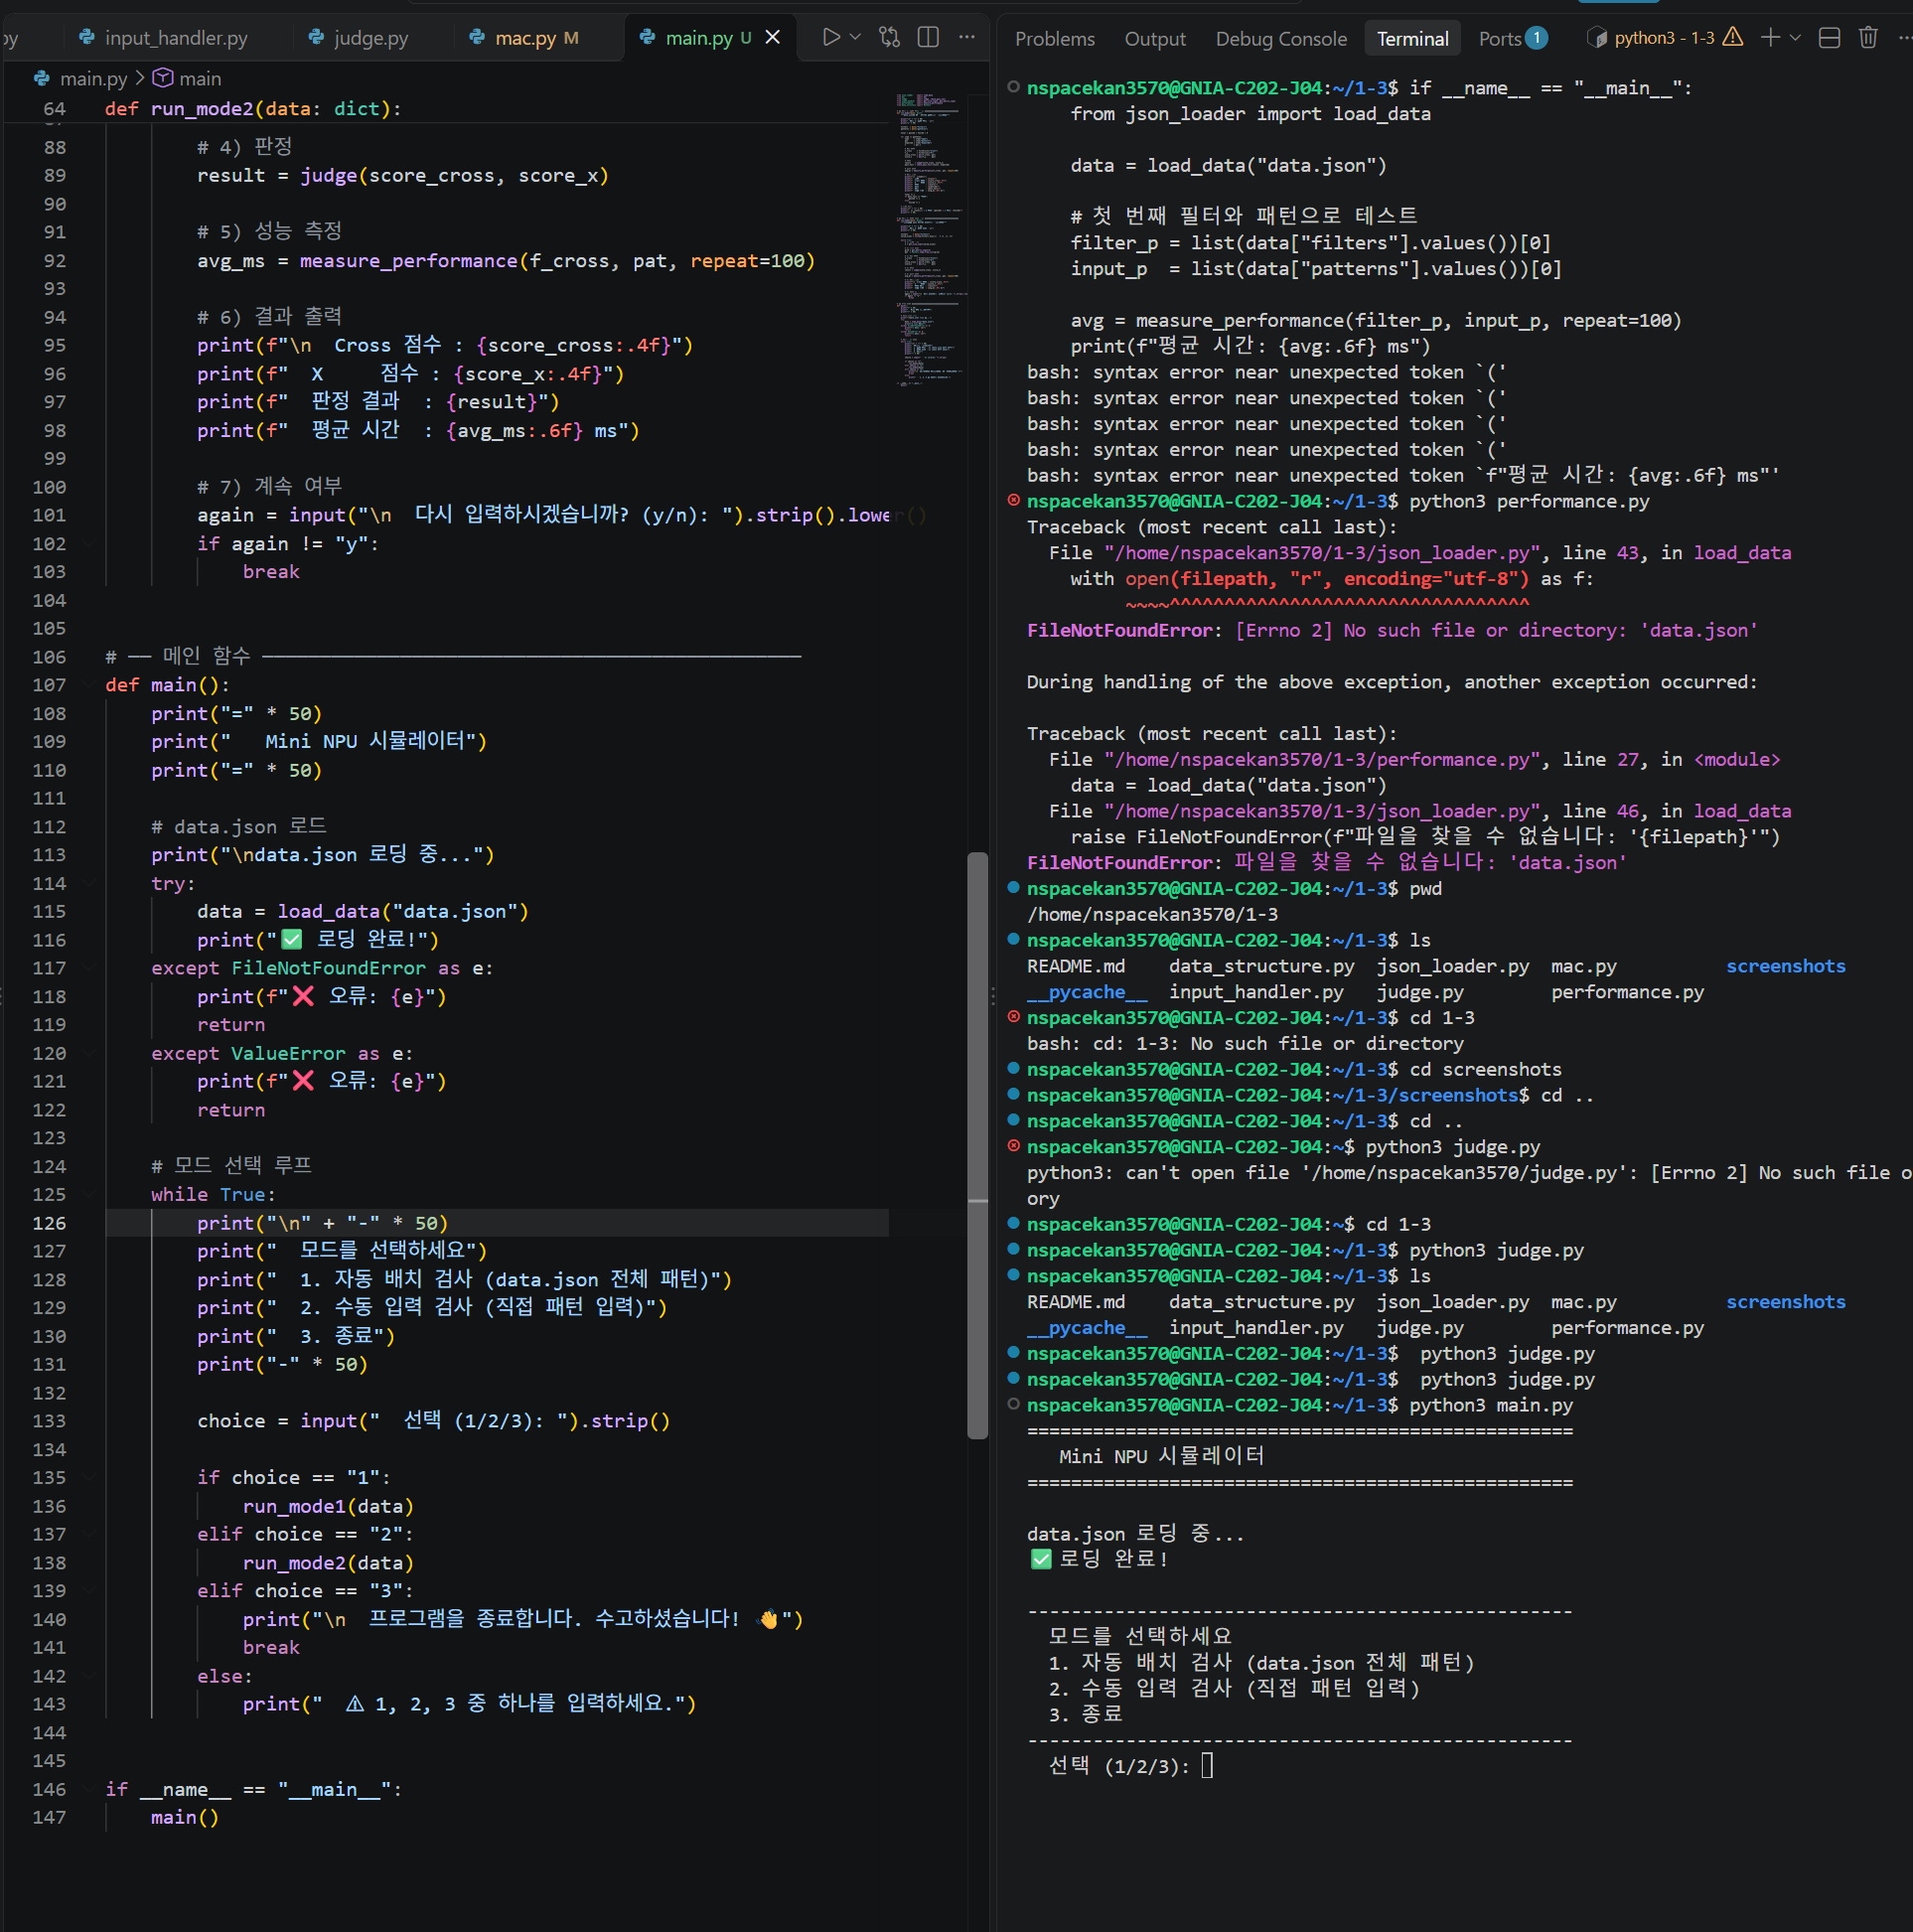 py
input_handler.py
judge.py
mac.py M
main.py U
main.py > main
64 def run_mode2(data: dict):
88 # 4) 판정
89 result = judge(score_cross, score_x)
90
91 # 5) 성능 측정
92 avg_ms = measure_performance(f_cross, pat, repeat=100)
93
94 # 6) 결과 출력
95 print(f"\n  Cross 점수 : {score_cross:.4f}")
96 print(f"  X     점수 : {score_x:.4f}")
97 print(f"  판정 결과  : {result}")
98 print(f"  평균 시간  : {avg_ms:.6f} ms")
99
100 # 7) 계속 여부
101 again = input("\n  다시 입력하시겠습니까? (y/n): ").strip().lower()
102 if again != "y":
103 break
104
105
106 # ── 메인 함수 ───────────────────────────────────────────────
107 def main():
108 print("=" * 50)
109 print("   Mini NPU 시뮬레이터")
110 print("=" * 50)
111
112 # data.json 로드
113 print("\ndata.json 로딩 중...")
114 try:
115 data = load_data("data.json")
116 print("✅ 로딩 완료!")
117 except FileNotFoundError as e:
118 print(f"❌ 오류: {e}")
119 return
120 except ValueError as e:
121 print(f"❌ 오류: {e}")
122 return
123
124 # 모드 선택 루프
125 while True:
126 print("\n" + "-" * 50)
127 print("  모드를 선택하세요")
128 print("  1. 자동 배치 검사 (data.json 전체 패턴)")
129 print("  2. 수동 입력 검사 (직접 패턴 입력)")
130 print("  3. 종료")
131 print("-" * 50)
132
133 choice = input("  선택 (1/2/3): ").strip()
134
135 if choice == "1":
136 run_mode1(data)
137 elif choice == "2":
138 run_mode2(data)
139 elif choice == "3":
140 print("\n  프로그램을 종료합니다. 수고하셨습니다! 👋")
141 break
142 else:
143 print("  ⚠ 1, 2, 3 중 하나를 입력하세요.")
144
145
146 if __name__ == "__main__":
147 main()
Problems Output Debug Console Terminal Ports 1 python3 - 1-3
nspacekan3570@GNIA-C202-J04:~/1-3$ if __name__ == "__main__":
from json_loader import load_data

data = load_data("data.json")

# 첫 번째 필터와 패턴으로 테스트
filter_p = list(data["filters"].values())[0]
input_p  = list(data["patterns"].values())[0]

avg = measure_performance(filter_p, input_p, repeat=100)
print(f"평균 시간: {avg:.6f} ms")
bash: syntax error near unexpected token `('
bash: syntax error near unexpected token `('
bash: syntax error near unexpected token `('
bash: syntax error near unexpected token `('
bash: syntax error near unexpected token `f"평균 시간: {avg:.6f} ms"'
nspacekan3570@GNIA-C202-J04:~/1-3$ python3 performance.py
Traceback (most recent call last):
File "/home/nspacekan3570/1-3/json_loader.py", line 43, in load_data
with open(filepath, "r", encoding="utf-8") as f:
~~~~^^^^^^^^^^^^^^^^^^^^^^^^^^^^^^^^^
FileNotFoundError: [Errno 2] No such file or directory: 'data.json'

During handling of the above exception, another exception occurred:

Traceback (most recent call last):
File "/home/nspacekan3570/1-3/performance.py", line 27, in <module>
data = load_data("data.json")
File "/home/nspacekan3570/1-3/json_loader.py", line 46, in load_data
raise FileNotFoundError(f"파일을 찾을 수 없습니다: '{filepath}'")
FileNotFoundError: 파일을 찾을 수 없습니다: 'data.json'
nspacekan3570@GNIA-C202-J04:~/1-3$ pwd
/home/nspacekan3570/1-3
nspacekan3570@GNIA-C202-J04:~/1-3$ ls
README.md    data_structure.py  json_loader.py  mac.py          screenshots
__pycache__  input_handler.py   judge.py        performance.py
nspacekan3570@GNIA-C202-J04:~/1-3$ cd 1-3
bash: cd: 1-3: No such file or directory
nspacekan3570@GNIA-C202-J04:~/1-3$ cd screenshots
nspacekan3570@GNIA-C202-J04:~/1-3/screenshots$ cd ..
nspacekan3570@GNIA-C202-J04:~/1-3$ cd ..
nspacekan3570@GNIA-C202-J04:~$ python3 judge.py
python3: can't open file '/home/nspacekan3570/judge.py': [Errno 2] No such file o
ory
nspacekan3570@GNIA-C202-J04:~$ cd 1-3
nspacekan3570@GNIA-C202-J04:~/1-3$ python3 judge.py
nspacekan3570@GNIA-C202-J04:~/1-3$ ls
README.md    data_structure.py  json_loader.py  mac.py          screenshots
__pycache__  input_handler.py   judge.py        performance.py
nspacekan3570@GNIA-C202-J04:~/1-3$  python3 judge.py
nspacekan3570@GNIA-C202-J04:~/1-3$  python3 judge.py
nspacekan3570@GNIA-C202-J04:~/1-3$ python3 main.py
==================================================
Mini NPU 시뮬레이터
==================================================

data.json 로딩 중...
✅ 로딩 완료!

--------------------------------------------------
모드를 선택하세요
1. 자동 배치 검사 (data.json 전체 패턴)
2. 수동 입력 검사 (직접 패턴 입력)
3. 종료
--------------------------------------------------
선택 (1/2/3):